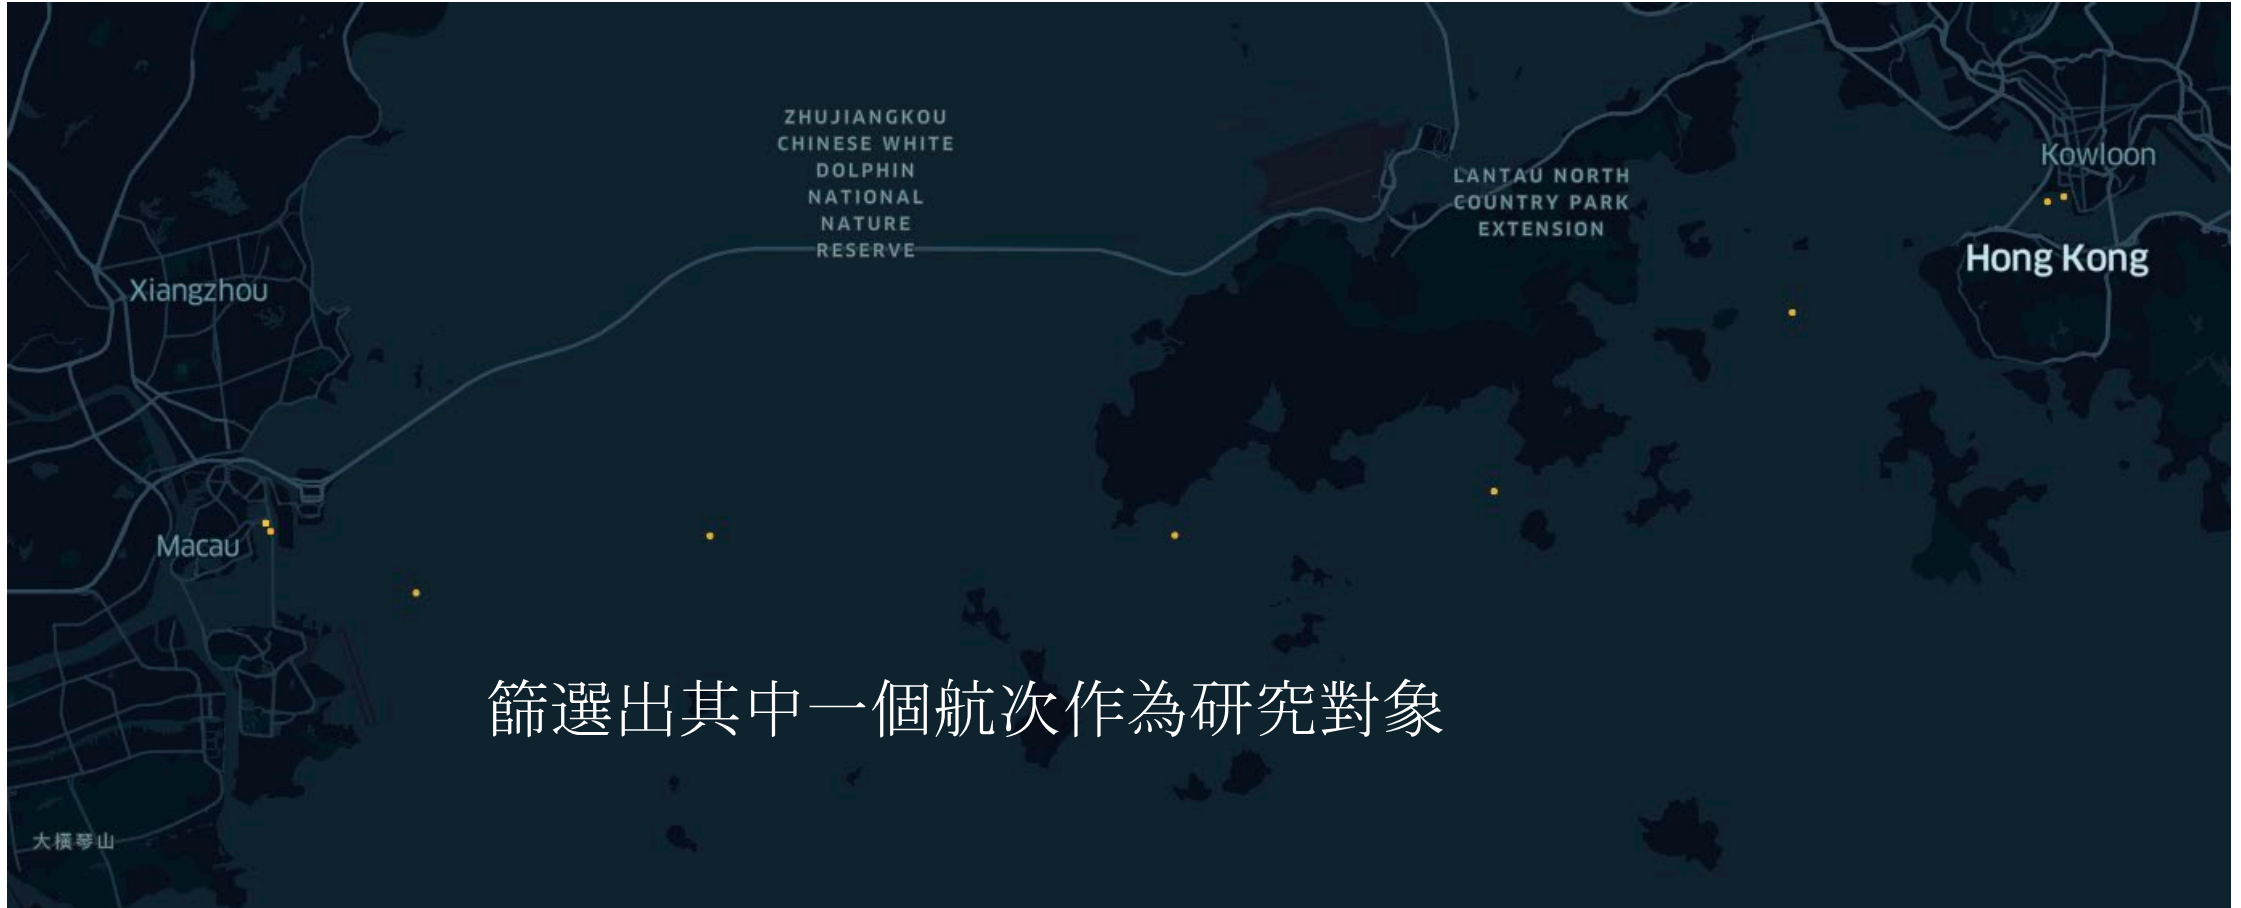 ZHUJIANGKOU
CHINESE WHITE
DOLPHIN
NATIONAL
NATURE
RESERVE
LANTAU NORTH
COUNTRY PARK
EXTENSION
Kowloon
Hong Kong
Xiangzhou
Macau
篩選出其中一個航次作為研究對象
大橫琴山